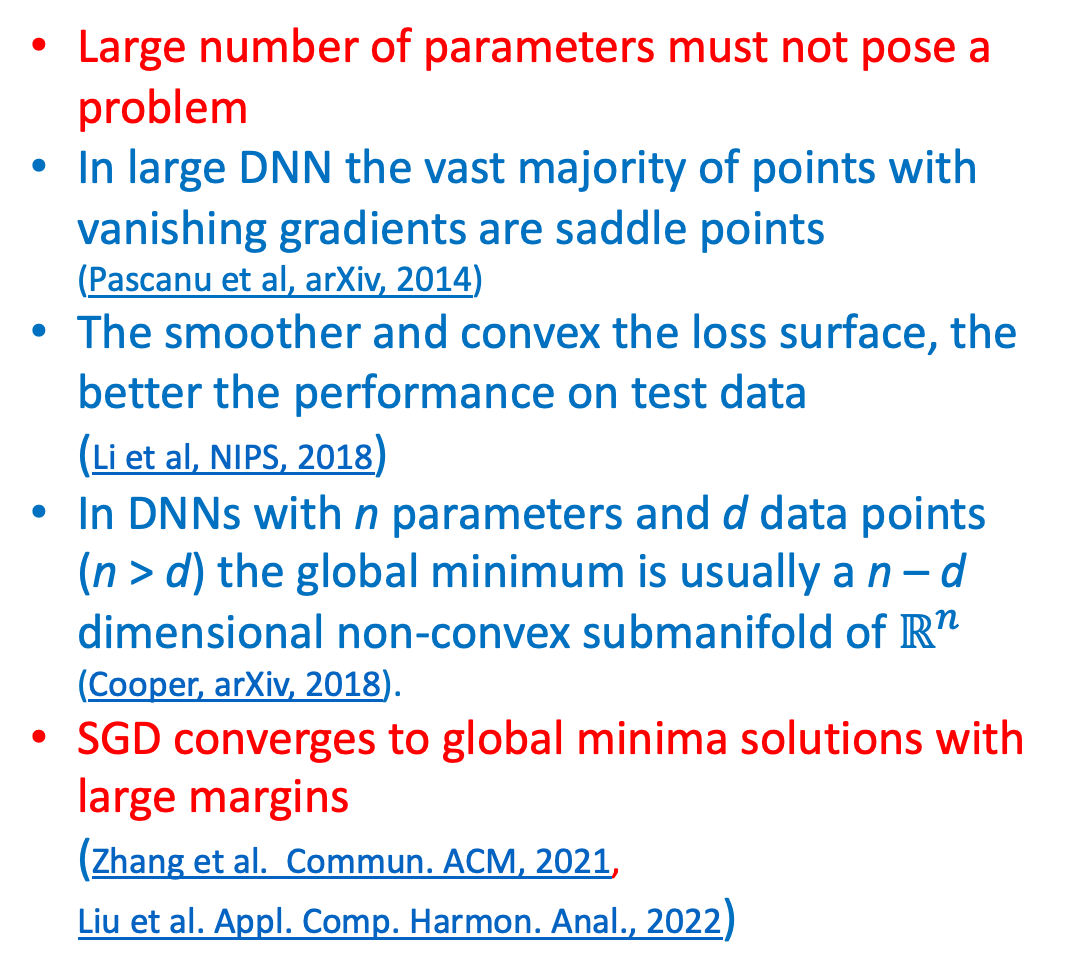 • Large number of parameters must not pose a
problem
• In large DNN the vast majority of points with
vanishing gradients are saddle points
(Pascanu et al, arXiv, 2014)
• The smoother and convex the loss surface, the
better the performance on test data
(Li et al, NIPS, 2018)
• In DNNs with n parameters and d data points
(n > d) the global minimum is usually a n – d
dimensional non-convex submanifold of ℝⁿ
(Cooper, arXiv, 2018).
• SGD converges to global minima solutions with
large margins
(Zhang et al.  Commun. ACM, 2021,
Liu et al. Appl. Comp. Harmon. Anal., 2022)